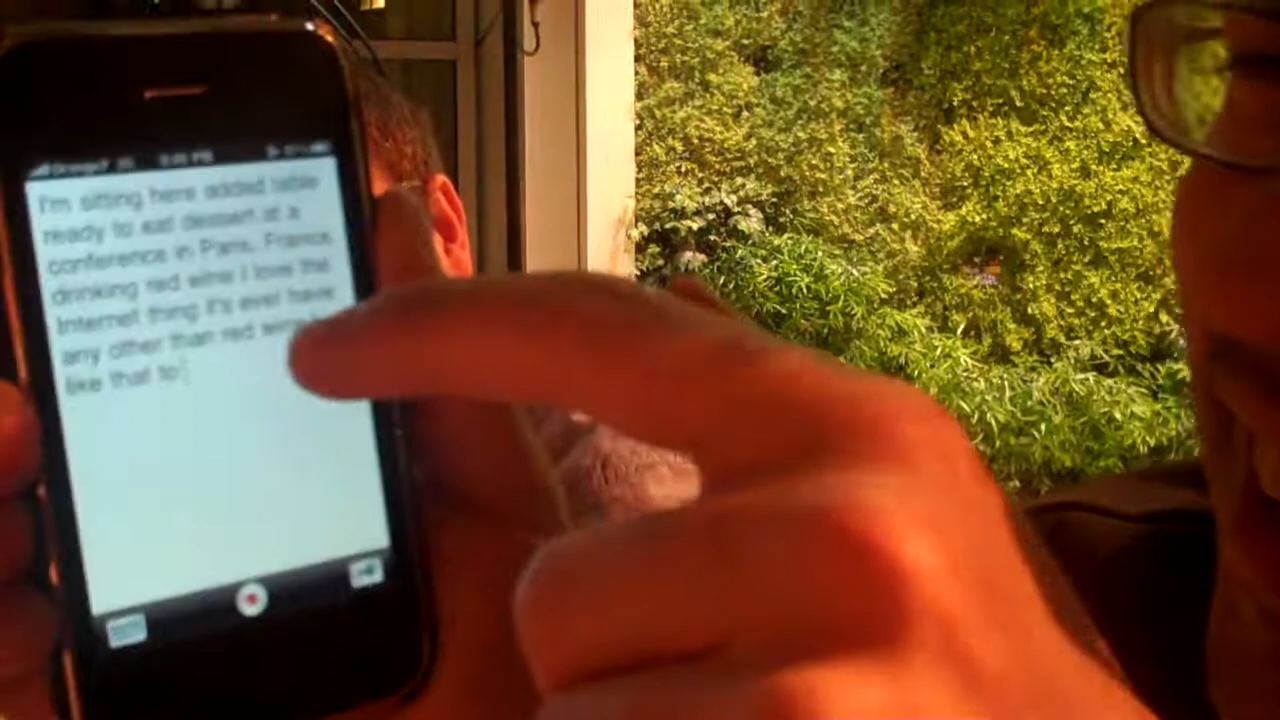 I'm sitting here added table
ready to eat dessert at a
conference in Paris, France
drinking red wine I love the
Internet thing it's ever have
any other than red wine
like that to